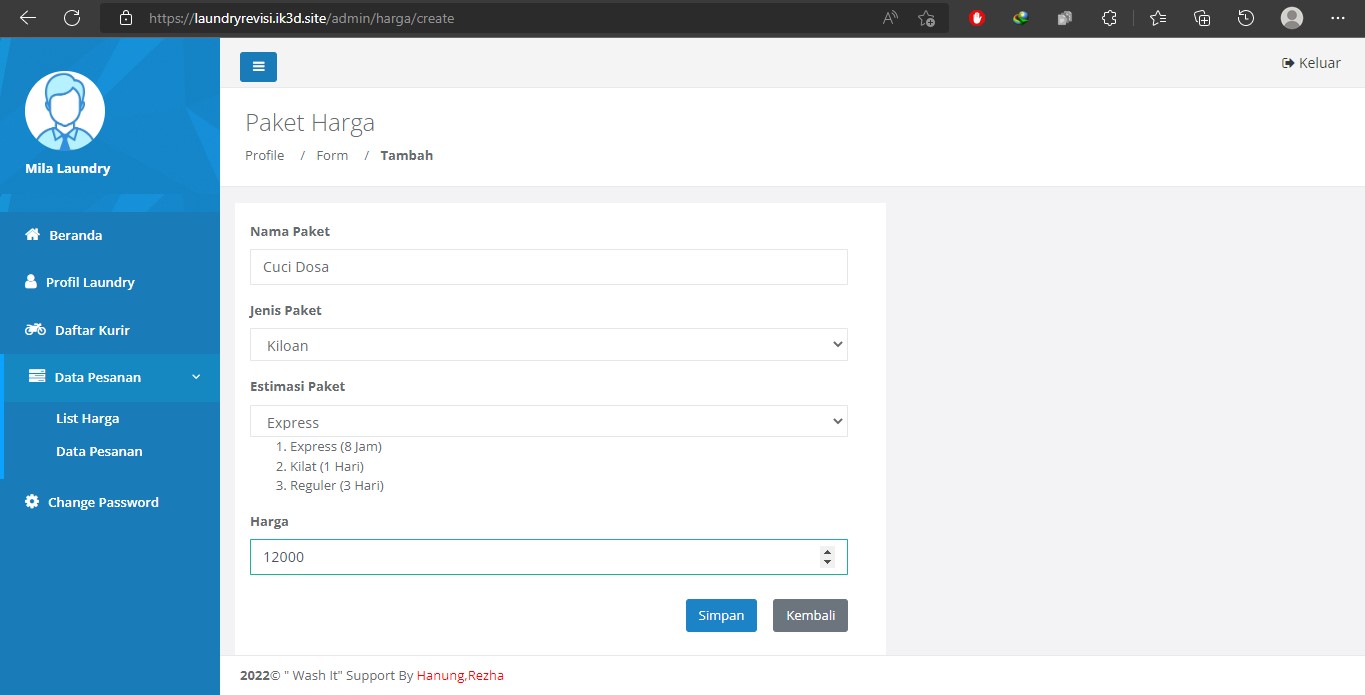 https://laundryrevisi.ik3d.site/admin/harga/create
Keluar
Mila Laundry
Beranda
Profil Laundry
Daftar Kurir
Data Pesanan
List Harga
Data Pesanan
Change Password
Paket Harga
Profile / Form / Tambah
Nama Paket
Cuci Dosa
Jenis Paket
Kiloan
Estimasi Paket
Express
1. Express (8 Jam)
2. Kilat (1 Hari)
3. Reguler (3 Hari)
Harga
12000
Simpan Kembali
2022© " Wash It" Support By Hanung,Rezha